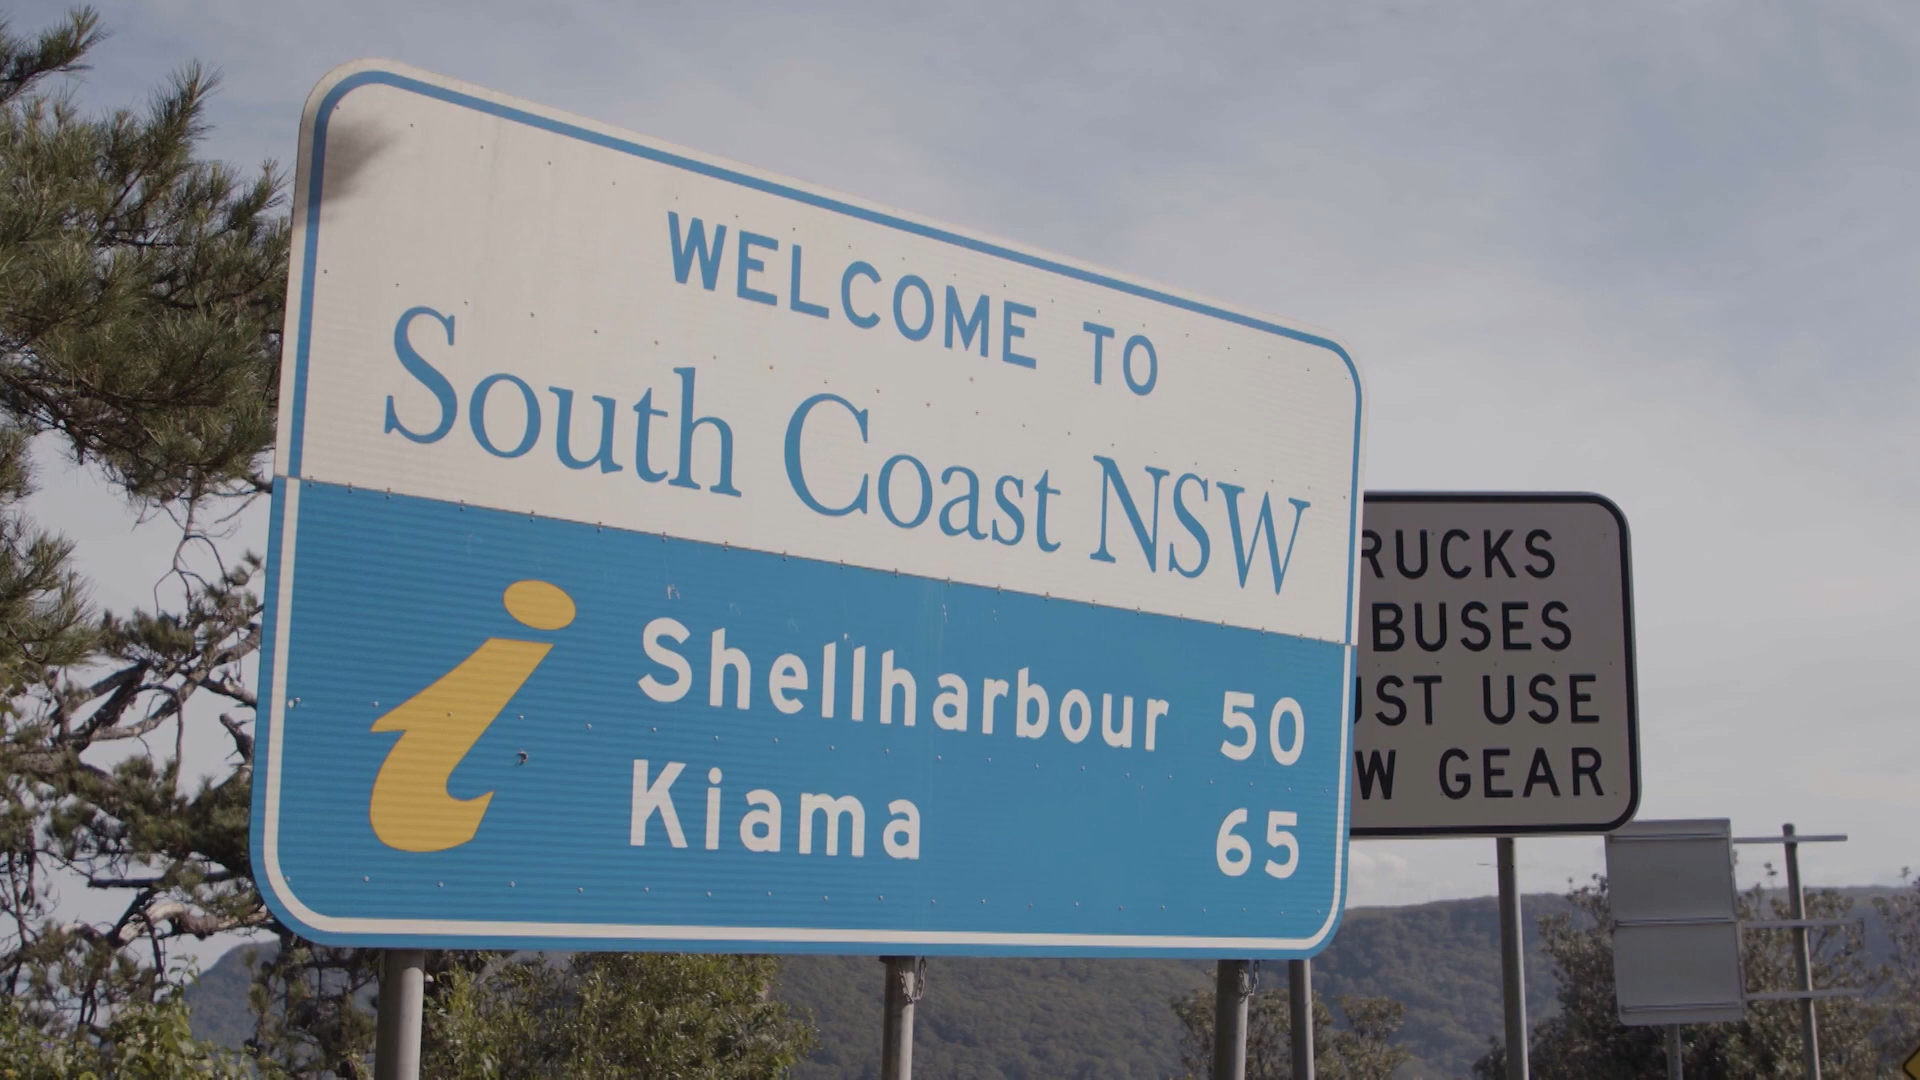 WELCOME TO
South Coast NSW
i
Shellharbour 50
Kiama 65
RUCKS
BUSES
UST USE
W GEAR